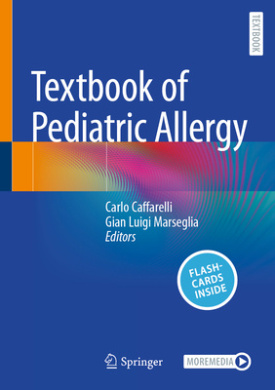 TEXTBOOK
Textbook of
Pediatric Allergy
Carlo Caffarelli
Gian Luigi Marseglia
Editors
FLASH-
CARDS
INSIDE
Springer
MOREMEDIA